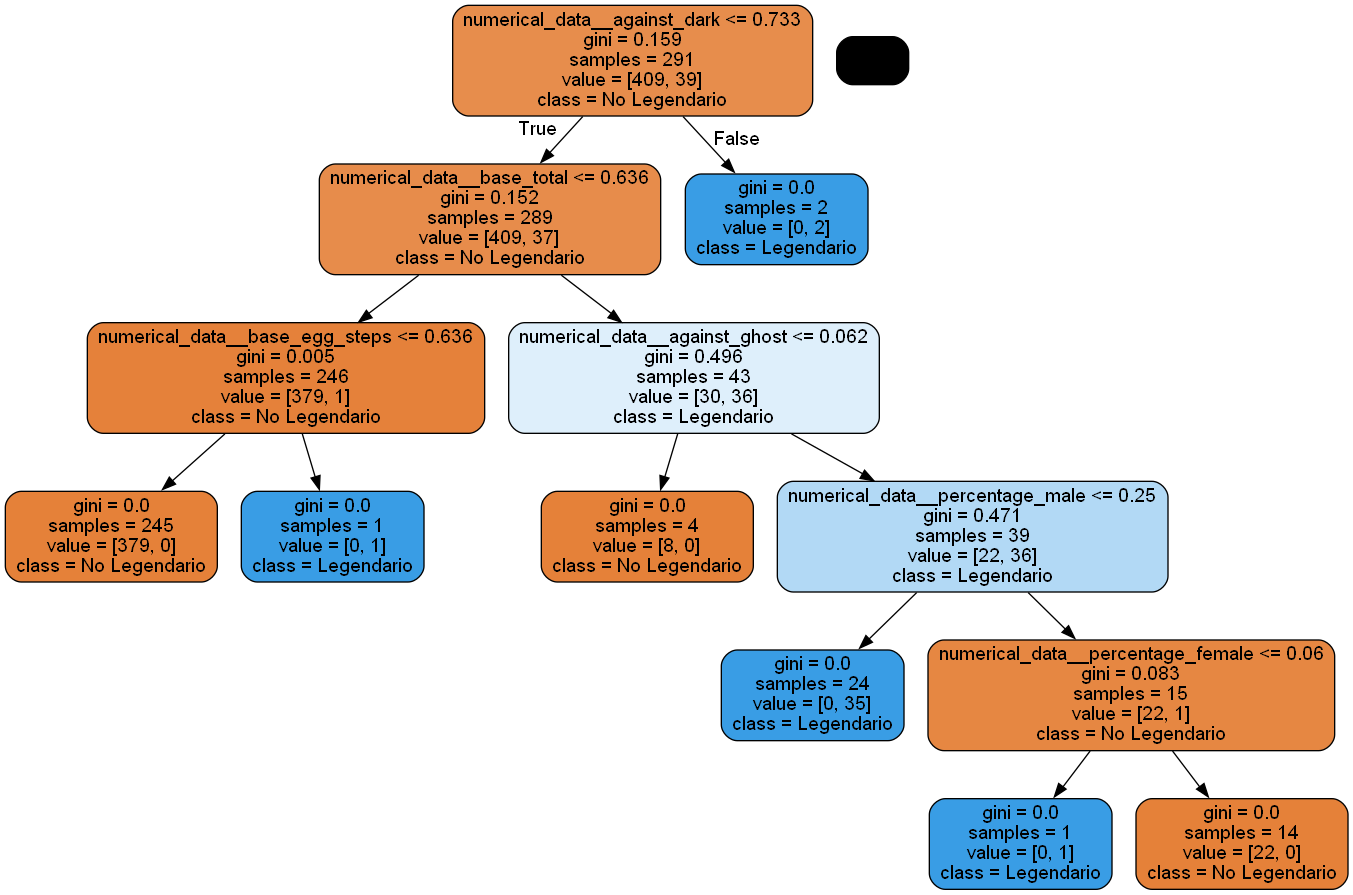 numerical_data__against_dark <= 0.733
gini = 0.159
samples = 291
value = [409, 39]
class = No Legendario
True
False
numerical_data__base_total <= 0.636
gini = 0.152
samples = 289
value = [409, 37]
class = No Legendario
gini = 0.0
samples = 2
value = [0, 2]
class = Legendario
numerical_data__base_egg_steps <= 0.636
gini = 0.005
samples = 246
value = [379, 1]
class = No Legendario
numerical_data__against_ghost <= 0.062
gini = 0.496
samples = 43
value = [30, 36]
class = Legendario
gini = 0.0
samples = 245
value = [379, 0]
class = No Legendario
gini = 0.0
samples = 1
value = [0, 1]
class = Legendario
gini = 0.0
samples = 4
value = [8, 0]
class = No Legendario
numerical_data__percentage_male <= 0.25
gini = 0.471
samples = 39
value = [22, 36]
class = Legendario
gini = 0.0
samples = 24
value = [0, 35]
class = Legendario
numerical_data__percentage_female <= 0.06
gini = 0.083
samples = 15
value = [22, 1]
class = No Legendario
gini = 0.0
samples = 1
value = [0, 1]
class = Legendario
gini = 0.0
samples = 14
value = [22, 0]
class = No Legendario